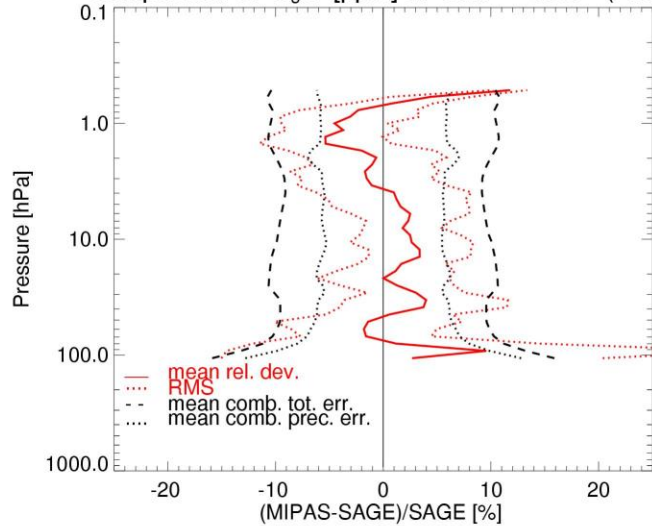 0.1
1.0
10.0
100.0
1000.0
Pressure [hPa]
mean rel. dev.
RMS
mean comb. tot. err.
mean comb. prec. err.
-20 -10 0 10 20
(MIPAS-SAGE)/SAGE [%]